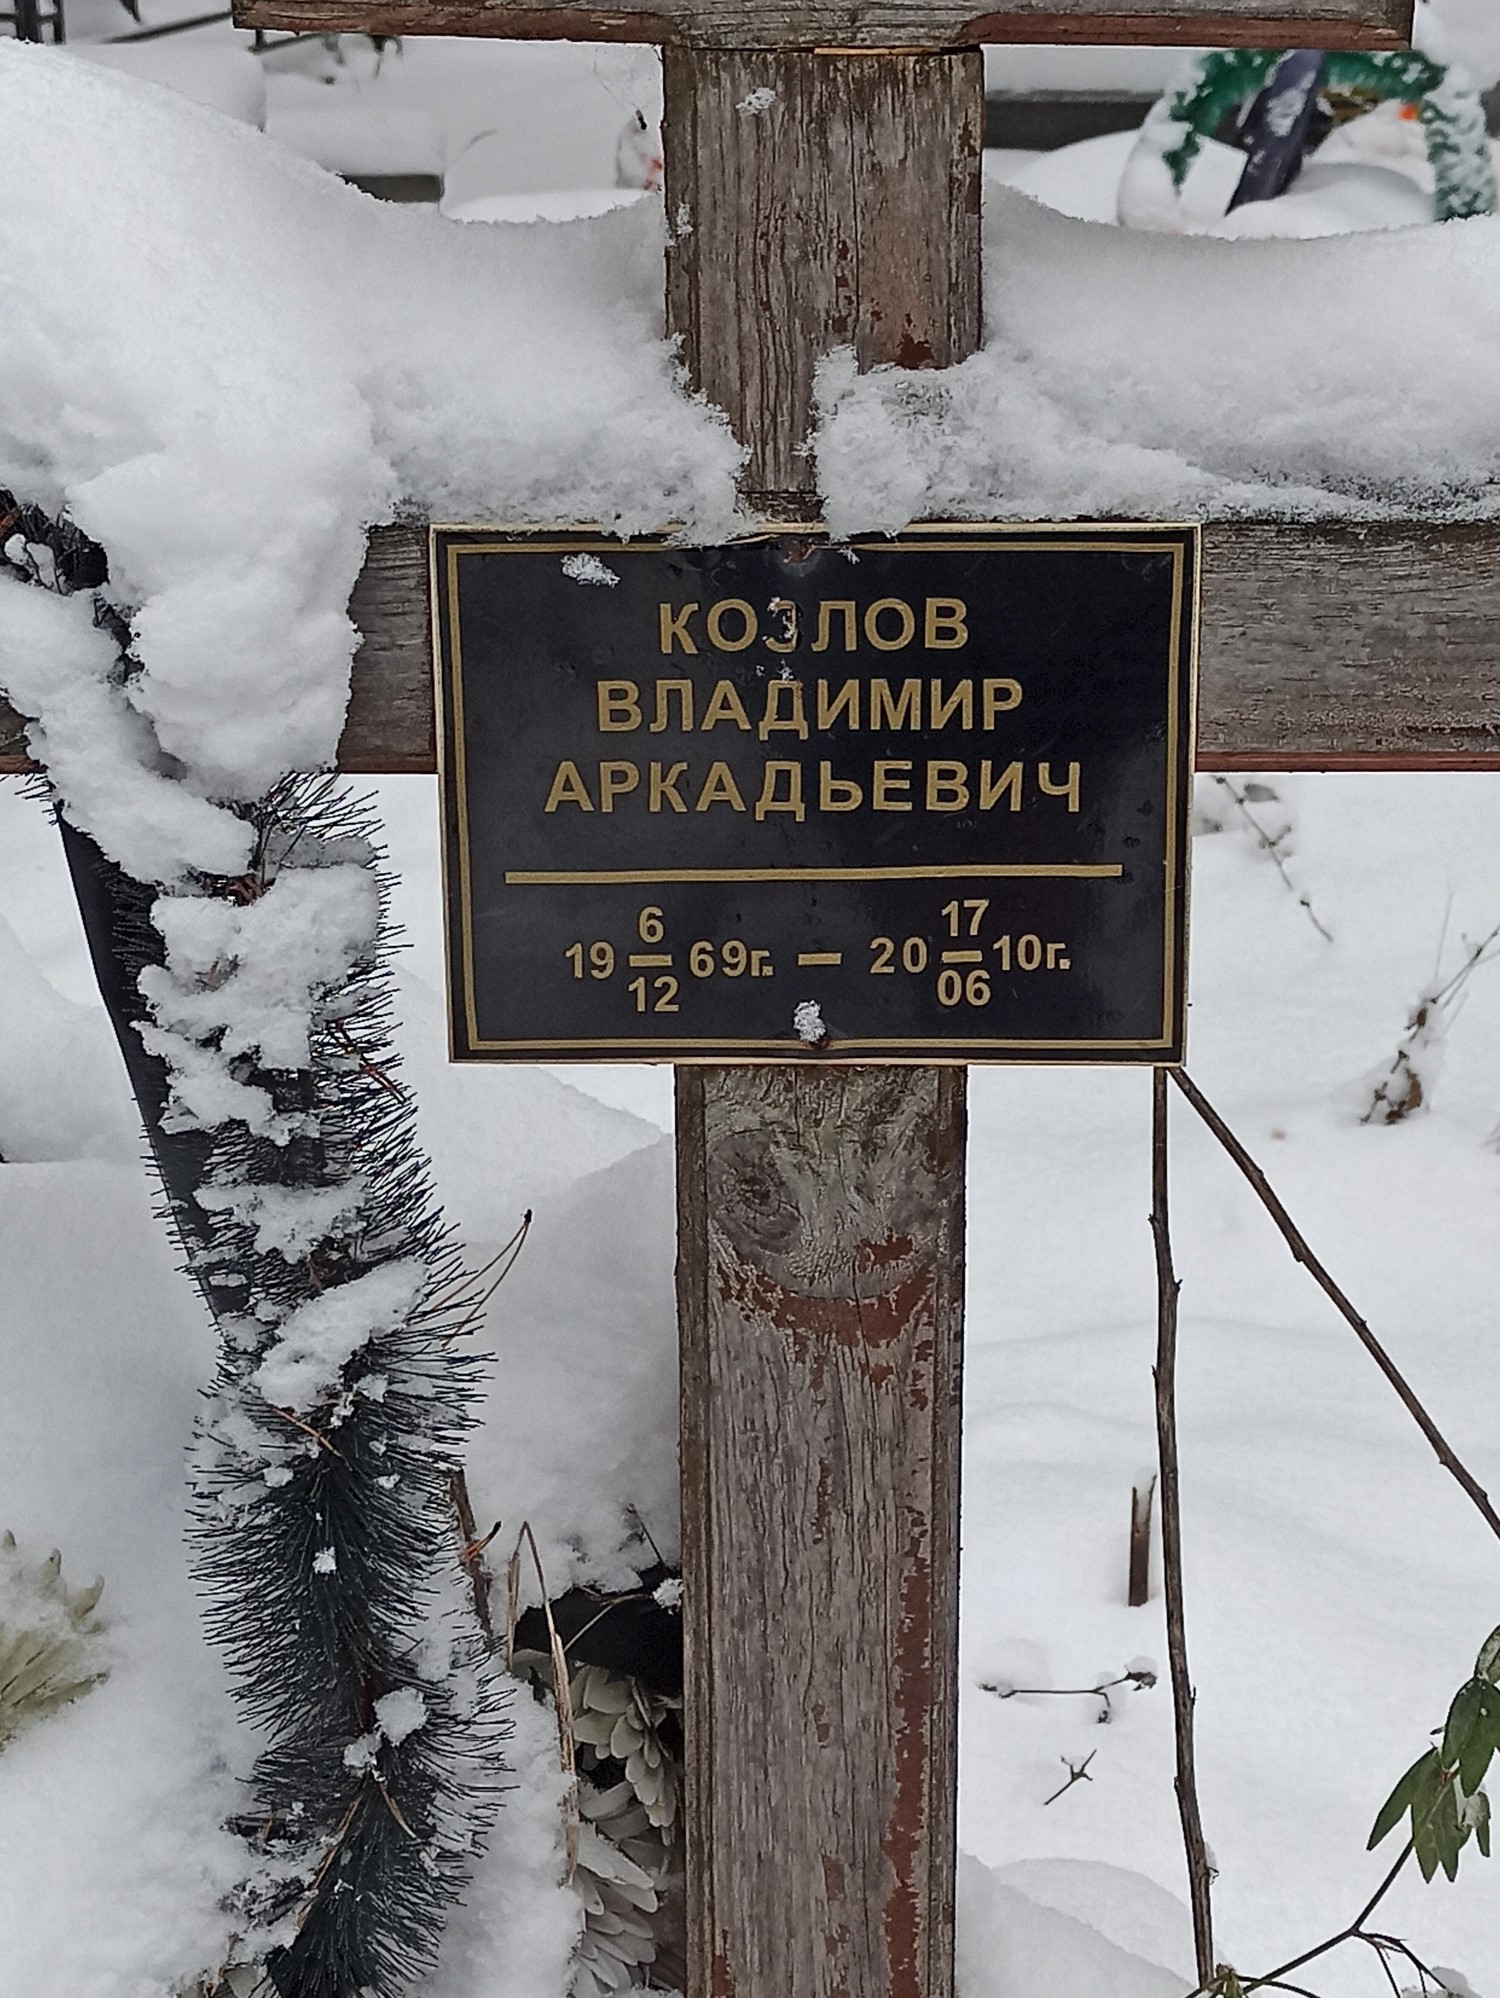 КОЗЛОВ
ВЛАДИМИР
АРКАДЬЕВИЧ
19 6/12 69г. — 20 17/06 10г.